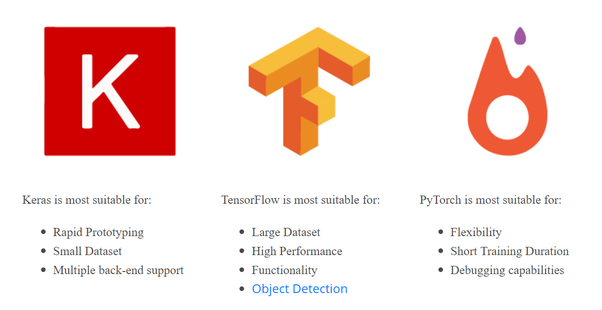 K
Keras is most suitable for:
Rapid Prototyping
Small Dataset
Multiple back-end support
TensorFlow is most suitable for:
Large Dataset
High Performance
Functionality
Object Detection
PyTorch is most suitable for:
Flexibility
Short Training Duration
Debugging capabilities